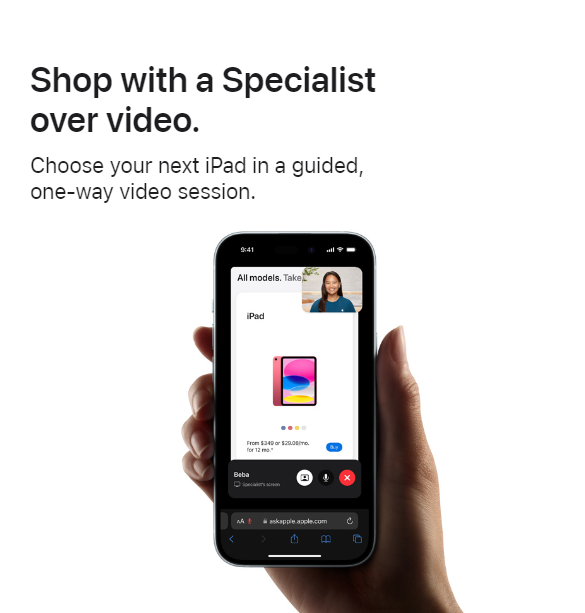 Shop with a Specialist
over video.
Choose your next iPad in a guided,
one-way video session.
9:41
All models. Take
iPad
From $349 or $29.08/mo.
for 12 mo.*
Buy
Beba
Specialist's screen
AA
askapple.apple.com